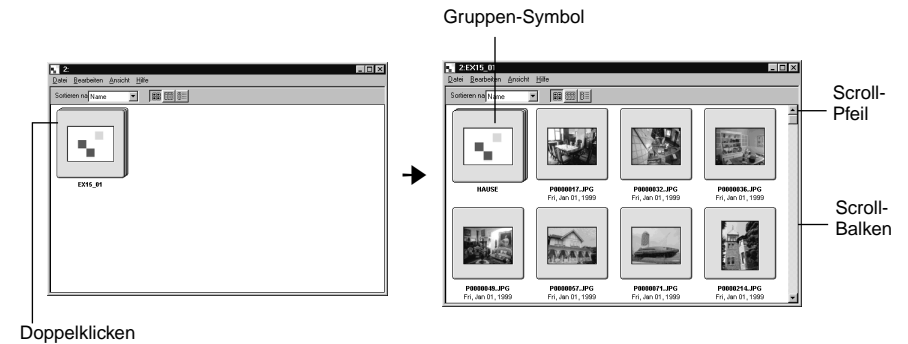 Gruppen-Symbol
2:
Datei Bearbeiten Ansicht Hilfe
Sortieren na Name
EX15_01
Doppelklicken
2:EX15_01
Datei Bearbeiten Ansicht Hilfe
Sortieren na Name
Scroll-
Pfeil
HAUSE
P0000017.JPG
Fri, Jan 01, 1999
P0000032.JPG
Fri, Jan 01, 1999
P0000036.JPG
Fri, Jan 01, 1999
Scroll-
Balken
P0000049.JPG
Fri, Jan 01, 1999
P0000057.JPG
Fri, Jan 01, 1999
P0000071.JPG
Fri, Jan 01, 1999
P0000214.JPG
Fri, Jan 01, 1999